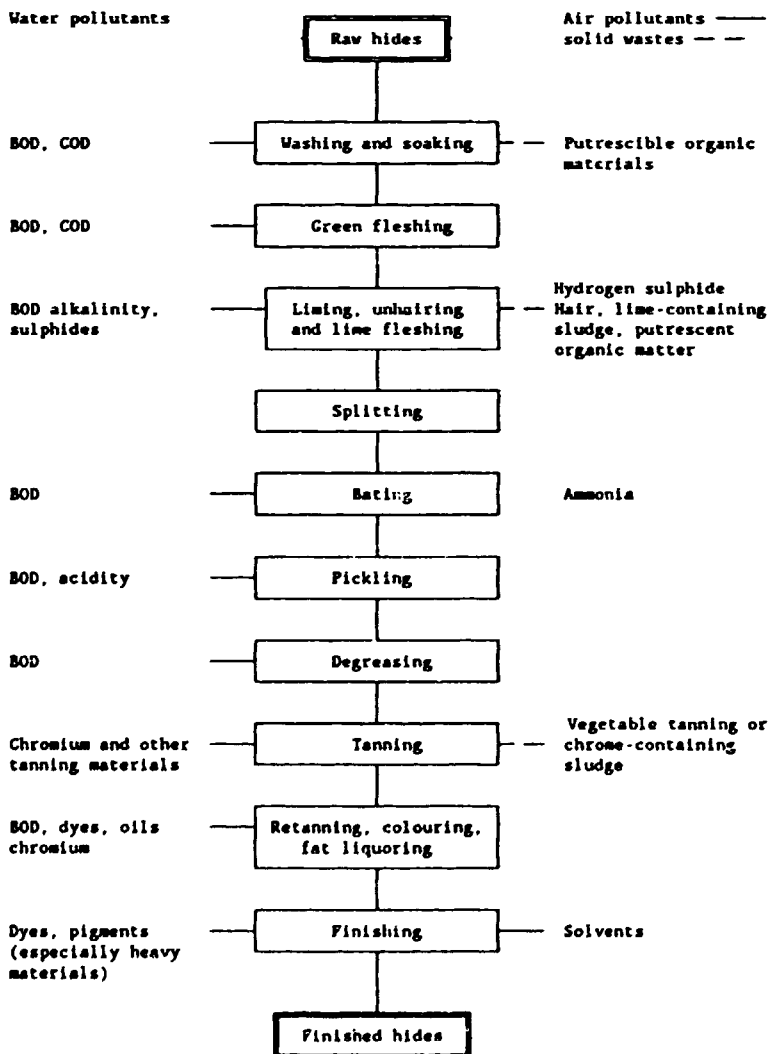 Water pollutants
Air pollutants
solid wastes
Raw hides
BOD, COD
Washing and soaking
Putrescible organic
materials
BOD, COD
Green fleshing
BOD alkalinity,
sulphides
Liming, unhairing
and lime fleshing
Hydrogen sulphide
Hair, lime-containing
sludge, putrescent
organic matter
Splitting
BOD
Bating
Ammonia
BOD, acidity
Pickling
BOD
Degreasing
Chromium and other
tanning materials
Tanning
Vegetable tanning or
chrome-containing
sludge
BOD, dyes, oils
chromium
Retanning, colouring,
fat liquoring
Dyes, pigments
(especially heavy
materials)
Finishing
Solvents
Finished hides